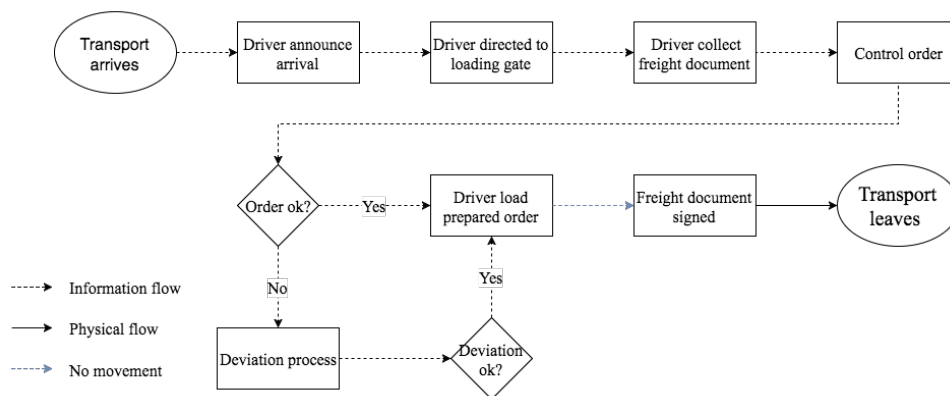 Transport
arrives
Driver announce
arrival
Driver directed to
loading gate
Driver collect
freight document
Control order
Order ok?
Yes
Driver load
prepared order
Freight document
signed
Transport
leaves
No
Yes
Information flow
Physical flow
No movement
Deviation process
Deviation
ok?